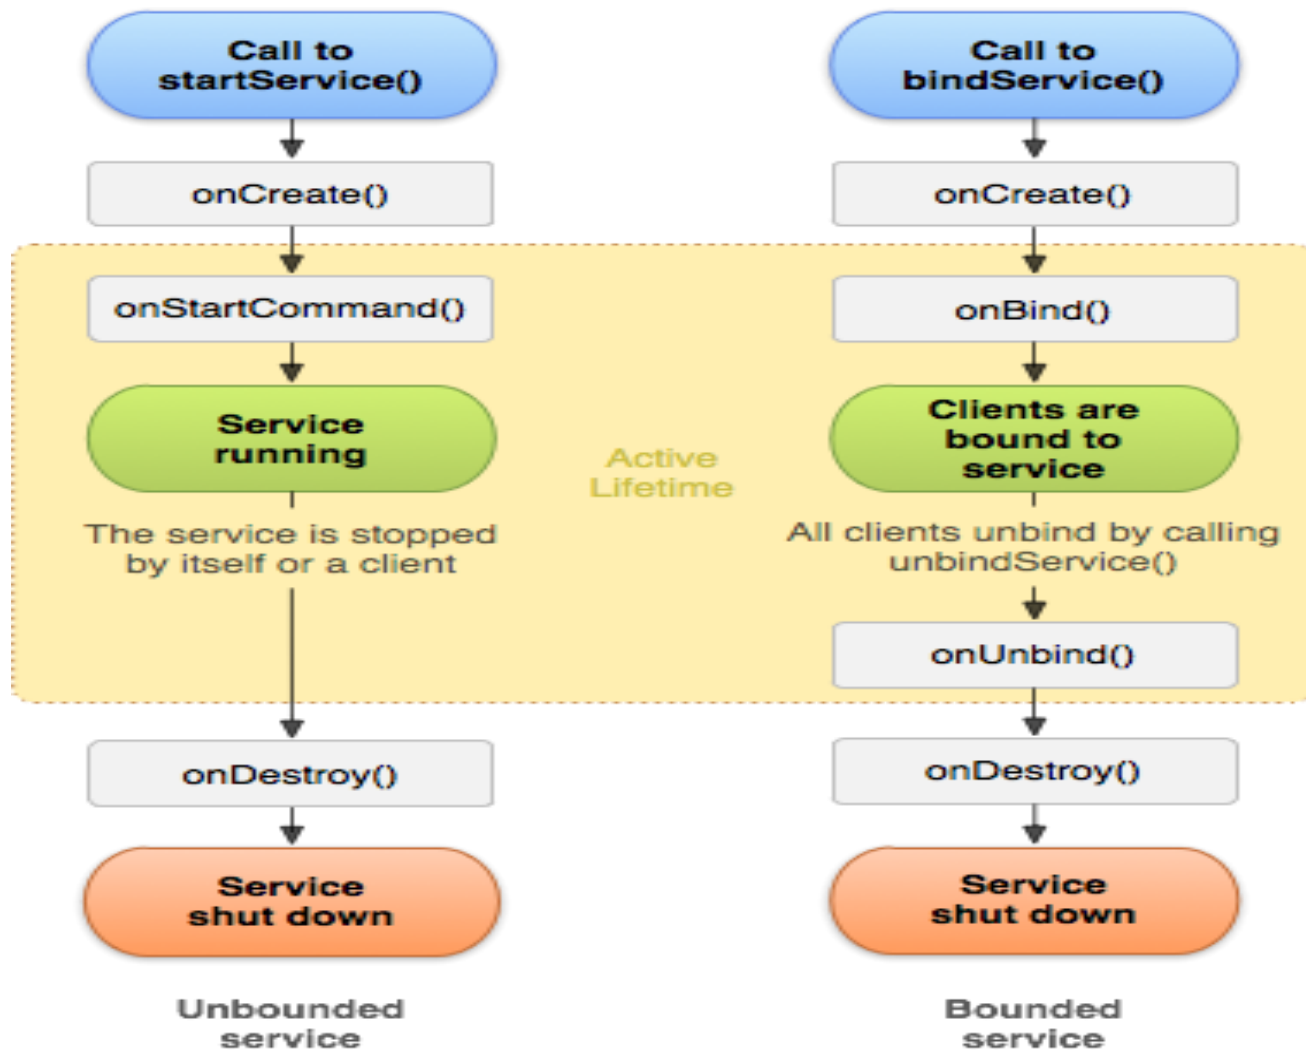 Call to
startService()
onCreate()
onStartCommand()
Service
running
The service is stopped
by itself or a client
onDestroy()
Service
shut down
Unbounded
service
Active
Lifetime
Call to
bindService()
onCreate()
onBind()
Clients are
bound to
service
All clients unbind by calling
unbindService()
onUnbind()
onDestroy()
Service
shut down
Bounded
service